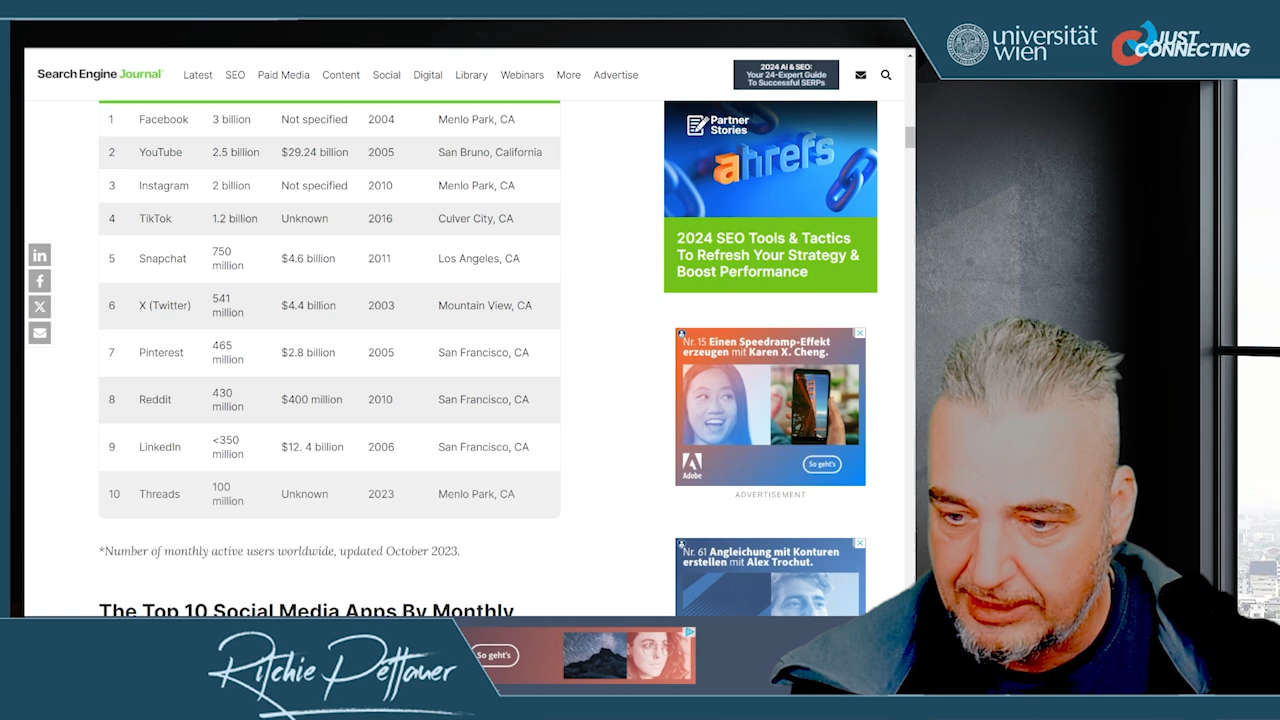 universität
wien
JUST
CONNECTING
Search Engine Journal
Latest SEO Paid Media Content Social Digital Library Webinars More Advertise
2024 AI & SEO:
Your 24-Expert Guide
To Successful SERPs
1 Facebook 3 billion Not specified 2004 Menlo Park, CA
2 YouTube 2.5 billion $29.24 billion 2005 San Bruno, California
3 Instagram 2 billion Not specified 2010 Menlo Park, CA
4 TikTok 1.2 billion Unknown 2016 Culver City, CA
5 Snapchat 750 million $4.6 billion 2011 Los Angeles, CA
6 X (Twitter) 541 million $4.4 billion 2003 Mountain View, CA
7 Pinterest 465 million $2.8 billion 2005 San Francisco, CA
8 Reddit 430 million $400 million 2010 San Francisco, CA
9 LinkedIn <350 million $12. 4 billion 2006 San Francisco, CA
10 Threads 100 million Unknown 2023 Menlo Park, CA
*Number of monthly active users worldwide, updated October 2023.
The Top 10 Social Media Apps By Monthly
Partner
Stories
ahrefs
2024 SEO Tools & Tactics
To Refresh Your Strategy &
Boost Performance
Nr. 15 Einen Speedramp-Effekt
erzeugen mit Karen X. Cheng.
Adobe
So geht's
ADVERTISEMENT
Nr. 61 Angleichung mit Konturen
erstellen mit Alex Trochut.
So geht's
Ritchie Pettauer